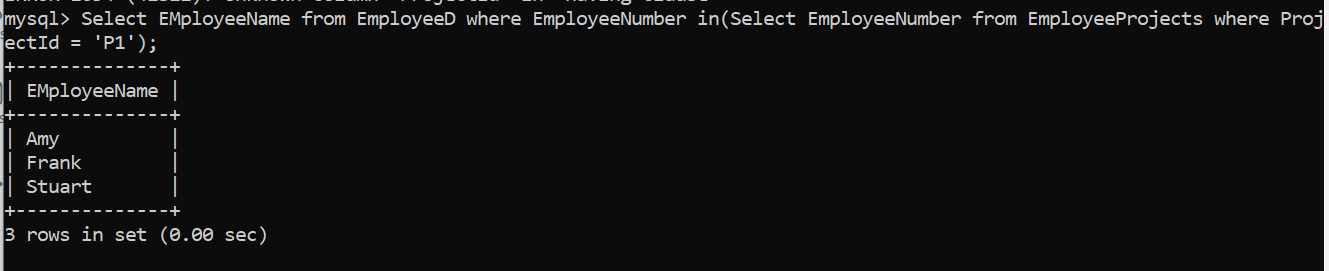 mysql> Select EMployeeName from EmployeeD where EmployeeNumber in(Select EmployeeNumber from EmployeeProjects where Proj
ectId = 'P1');
+--------------+
| EMployeeName |
+--------------+
| Amy          |
| Frank        |
| Stuart       |
+--------------+
3 rows in set (0.00 sec)